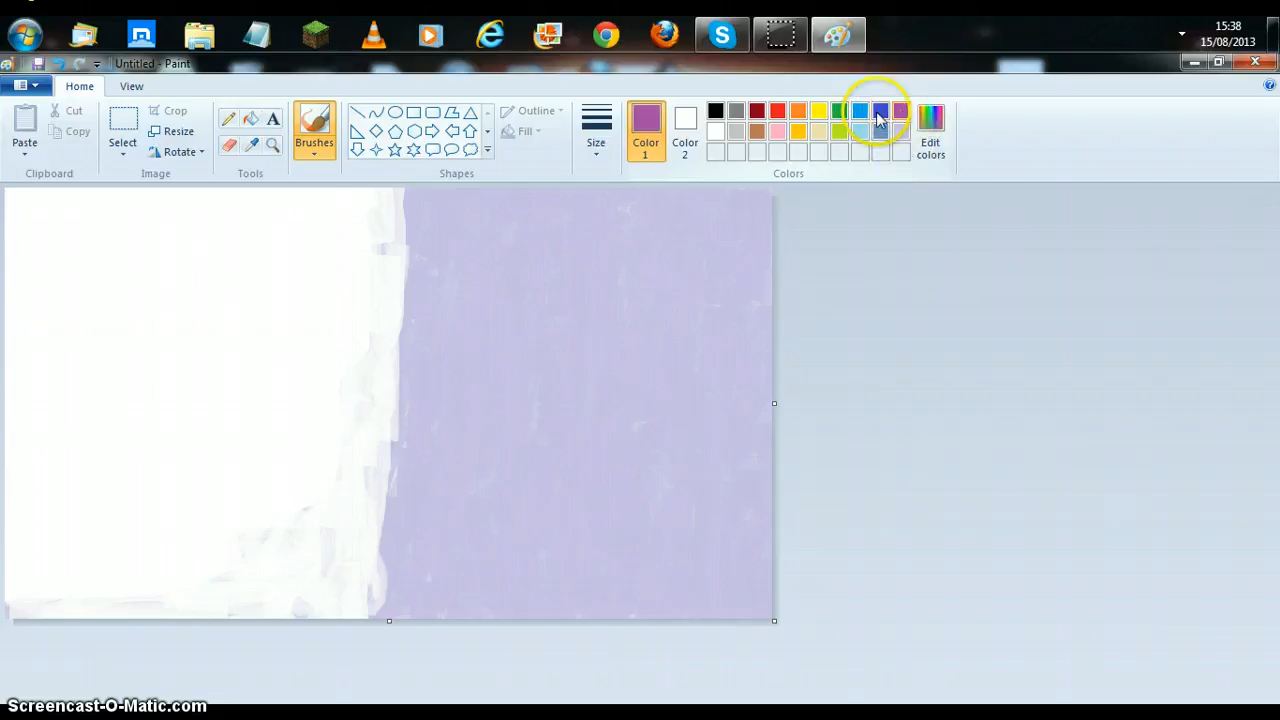 15:38
15/08/2013
Untitled - Paint
Home View
Cut
Copy
Paste
Clipboard
Select
Crop
Resize
Rotate
Image
A
Tools
Brushes
Outline
Fill
Shapes
Size
Color
1
Color
2
Edit
colors
Colors
Screencast-O-Matic.com